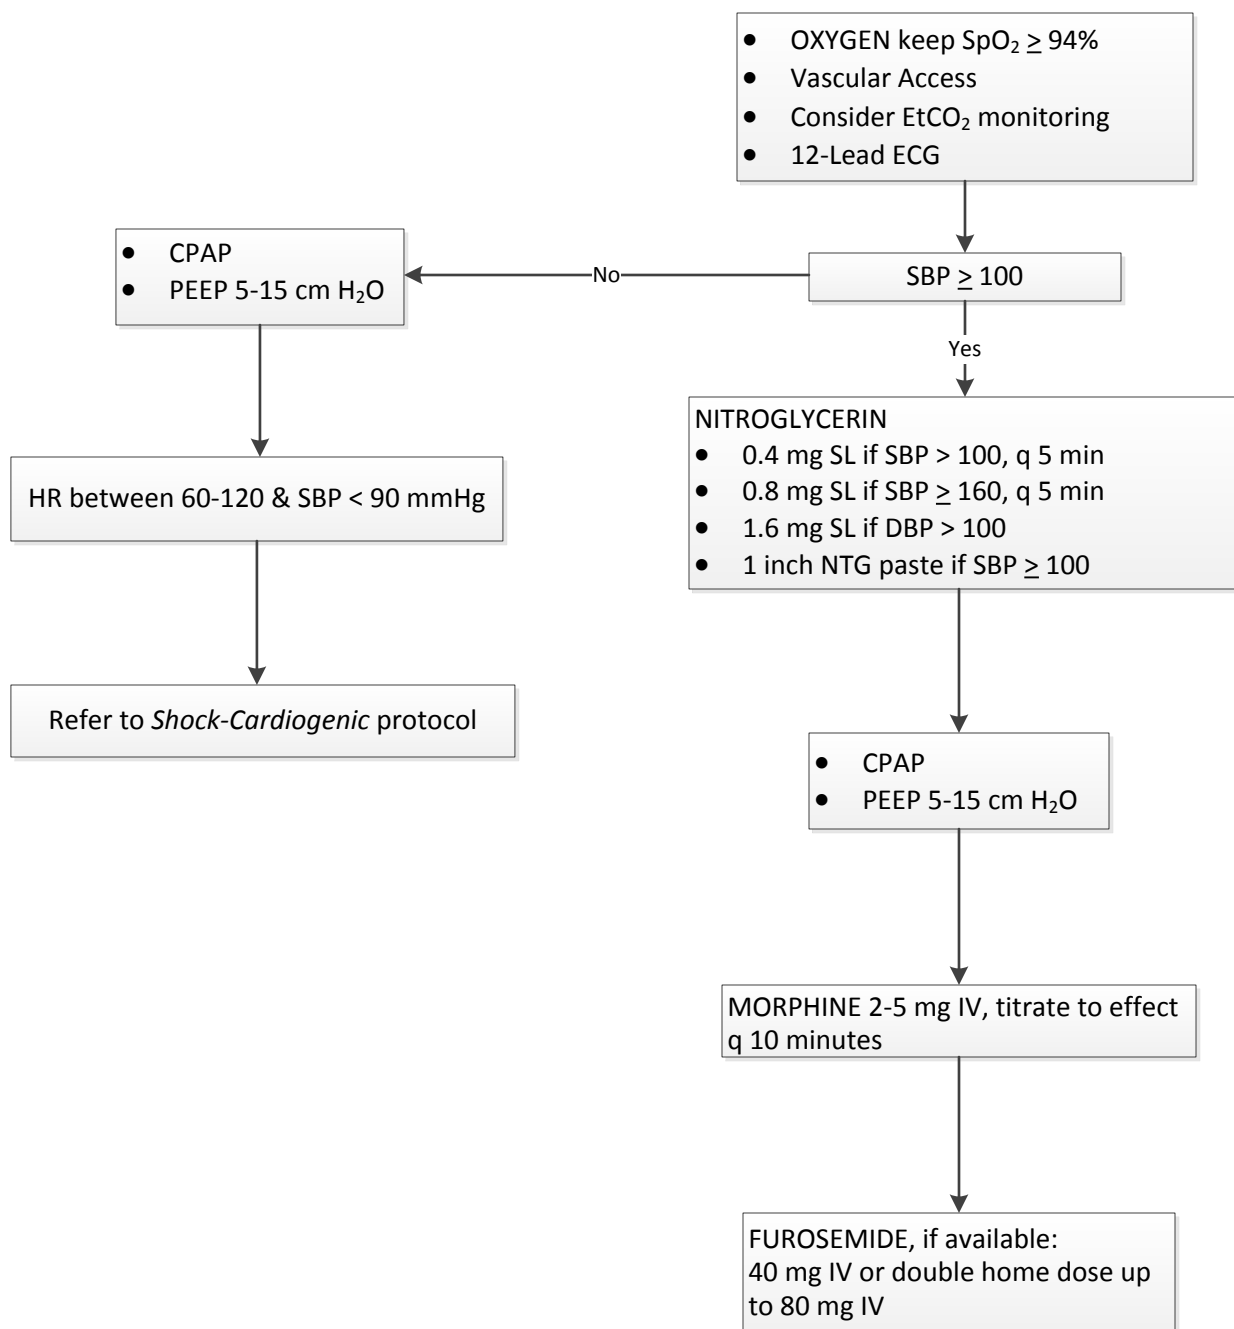 • OXYGEN keep SpO₂ ≥ 94%
• Vascular Access
• Consider EtCO₂ monitoring
• 12-Lead ECG
SBP ≥ 100
No
• CPAP
• PEEP 5-15 cm H₂O
HR between 60-120 & SBP < 90 mmHg
Refer to Shock-Cardiogenic protocol
Yes
NITROGLYCERIN
• 0.4 mg SL if SBP > 100, q 5 min
• 0.8 mg SL if SBP ≥ 160, q 5 min
• 1.6 mg SL if DBP > 100
• 1 inch NTG paste if SBP ≥ 100
• CPAP
• PEEP 5-15 cm H₂O
MORPHINE 2-5 mg IV, titrate to effect
q 10 minutes
FUROSEMIDE, if available:
40 mg IV or double home dose up
to 80 mg IV